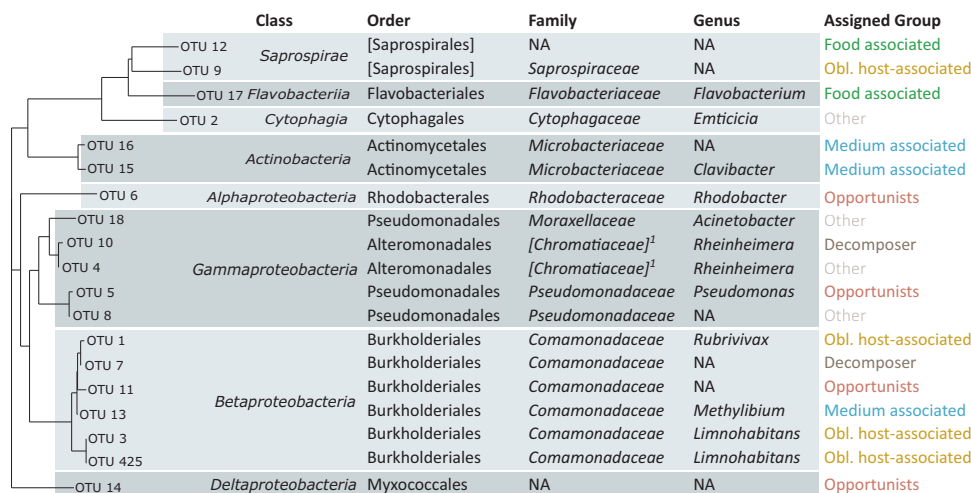 Class Order Family Genus Assigned Group
OTU 12 Saprospirae [Saprospirales] NA NA Food associated
OTU 9 [Saprospirales] Saprospiraceae NA Obl. host-associated
OTU 17 Flavobacteriia Flavobacteriales Flavobacteriaceae Flavobacterium Food associated
OTU 2 Cytophagia Cytophagales Cytophagaceae Emticicia Other
OTU 16 Actinobacteria Actinomycetales Microbacteriaceae NA Medium associated
OTU 15 Actinomycetales Microbacteriaceae Clavibacter Medium associated
OTU 6 Alphaproteobacteria Rhodobacterales Rhodobacteraceae Rhodobacter Opportunists
OTU 18 Pseudomonadales Moraxellaceae Acinetobacter Other
OTU 10 Alteromonadales [Chromatiaceae]¹ Rheinheimera Decomposer
OTU 4 Gammaproteobacteria Alteromonadales [Chromatiaceae]¹ Rheinheimera Other
OTU 5 Pseudomonadales Pseudomonadaceae Pseudomonas Opportunists
OTU 8 Pseudomonadales Pseudomonadaceae NA Other
OTU 1 Burkholderiales Comamonadaceae Rubrivivax Obl. host-associated
OTU 7 Burkholderiales Comamonadaceae NA Decomposer
OTU 11 Burkholderiales Comamonadaceae NA Opportunists
OTU 13 Betaproteobacteria Burkholderiales Comamonadaceae Methylibium Medium associated
OTU 3 Burkholderiales Comamonadaceae Limnohabitans Obl. host-associated
OTU 425 Burkholderiales Comamonadaceae Limnohabitans Obl. host-associated
OTU 14 Deltaproteobacteria Myxococcales NA NA Opportunists